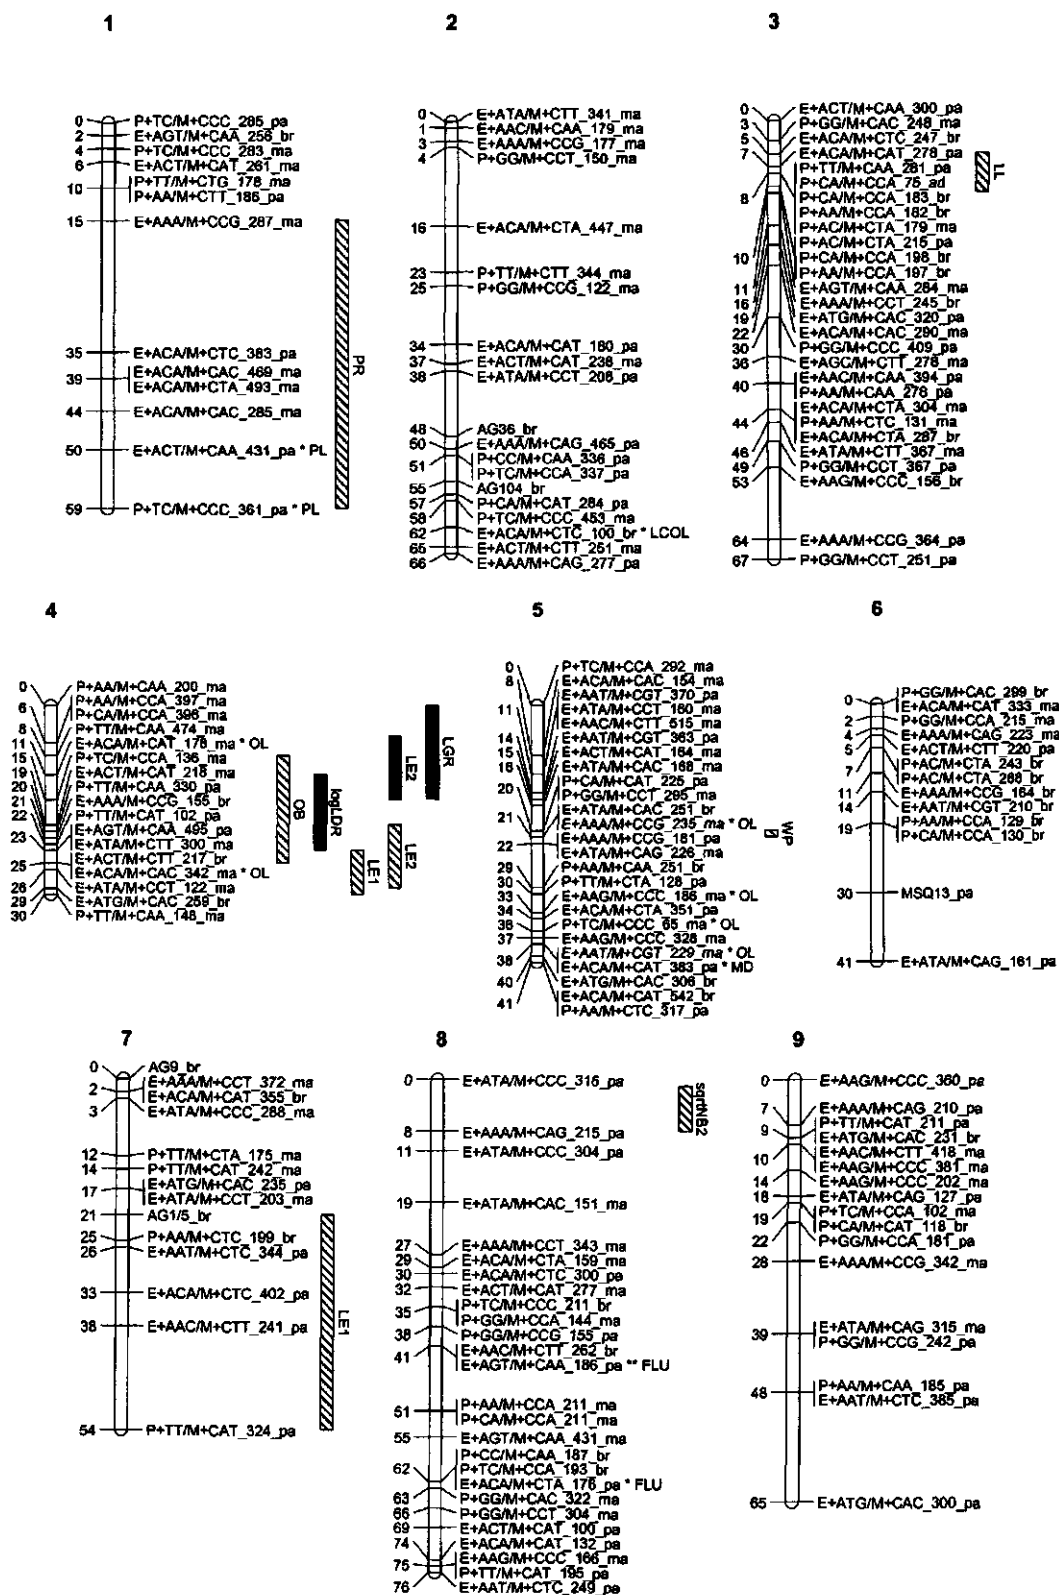 1
0 P+TC/M+CCC_285_pa
2 E+AGT/M+CAA_256_br
4 P+TC/M+CCC_283_ma
6 E+ACT/M+CAT_261_ma
10 P+TT/M+CTG_178_ma
P+AA/M+CTT_185_pa
15 E+AAA/M+CCG_287_ma
35 E+ACA/M+CTC_383_pa
39 E+ACA/M+CAC_469_ma
E+ACA/M+CTA_493_ma
44 E+ACA/M+CAC_285_ma
50 E+ACT/M+CAA_431_pa * PL
59 P+TC/M+CCC_361_pa * PL
PR
2
0 E+ATA/M+CTT_341_ma
1 E+AAC/M+CAA_179_ma
3 E+AAA/M+CCG_177_ma
4 P+GG/M+CCT_150_ma
16 E+ACA/M+CTA_447_ma
23 P+TT/M+CTT_344_ma
25 P+GG/M+CCG_122_ma
34 E+ACA/M+CAT_180_pa
37 E+ACT/M+CAT_238_ma
38 E+ATA/M+CCT_208_pa
48 AG36_br
50 E+AAA/M+CAG_465_pa
51 P+CC/M+CAA_336_pa
P+TC/M+CCA_337_pa
55 AG104_br
57 P+CA/M+CAT_284_pa
58 P+TC/M+CCC_453_ma
62 E+ACA/M+CTC_100_br * LCOL
65 E+ACT/M+CTT_251_ma
66 E+AAA/M+CAG_277_pa
3
0 E+ACT/M+CAA_300_pa
3 P+GG/M+CAC_248_ma
5 E+ACA/M+CTC_247_br
7 E+ACA/M+CAT_278_pa
P+TT/M+CAA_281_pa
P+CA/M+CCA_75_ad
8 P+CA/M+CCA_183_br
P+AA/M+CCA_182_br
P+AC/M+CTA_179_ma
P+AC/M+CTA_215_pa
10 P+CA/M+CCA_198_br
P+AA/M+CCA_197_br
11 E+AGT/M+CAA_284_ma
16 E+AAA/M+CCT_245_br
19 E+ATG/M+CAC_320_pa
22 E+ACA/M+CAC_290_ma
30 P+GG/M+CCC_409_pa
36 E+AGC/M+CTT_278_ma
40 E+AAC/M+CAA_394_pa
P+AA/M+CAA_278_pa
E+ACA/M+CTA_304_ma
44 P+AA/M+CTC_131_ma
E+ACA/M+CTA_287_br
46 E+ATA/M+CTT_367_ma
49 P+GG/M+CCT_367_pa
53 E+AAG/M+CCC_156_br
64 E+AAA/M+CCG_364_pa
67 P+GG/M+CCT_251_pa
LL
4
0 P+AA/M+CAA_200_ma
6 P+AA/M+CCA_397_ma
P+CA/M+CCA_396_ma
8 P+TT/M+CAA_474_ma
11 E+ACA/M+CAT_178_ma * OL
15 P+TC/M+CCA_136_ma
19 E+ACT/M+CAT_218_ma
20 P+TT/M+CAA_330_pa
21 E+AAA/M+CCG_155_br
22 P+TT/M+CAT_102_pa
E+AGT/M+CAA_495_pa
23 E+ATA/M+CTT_300_ma
E+ACT/M+CTT_217_br
25 E+ACA/M+CAC_342_ma * OL
26 E+ATA/M+CCT_122_ma
29 E+ATG/M+CAC_259_br
30 P+TT/M+CAA_148_ma
OB
logLDR
LE1
LE2
LE2
LGR
5
0 P+TC/M+CCA_292_ma
8 E+ACA/M+CAC_154_ma
E+AAT/M+CGT_370_pa
11 E+ATA/M+CCT_160_ma
E+AAC/M+CTT_515_ma
14 E+AAT/M+CGT_363_pa
15 E+ACT/M+CAT_164_ma
16 E+ATA/M+CAC_168_ma
P+CA/M+CAT_225_pa
20 P+GG/M+CCT_295_ma
E+ATA/M+CAC_251_br
21 E+AAA/M+CCG_235_ma * OL
E+AAA/M+CCG_181_pa
22 E+ATA/M+CAG_226_ma
29 P+AA/M+CAA_251_br
30 P+TT/M+CTA_128_pa
33 E+AAG/M+CCC_186_ma * OL
34 E+ACA/M+CTA_351_pa
36 P+TC/M+CCC_65_ma * OL
37 E+AAG/M+CCC_328_ma
E+AAT/M+CGT_229_ma * OL
38 E+ACA/M+CAT_383_pa * MD
40 E+ATG/M+CAC_306_br
41 E+ACA/M+CAT_542_br
P+AA/M+CTC_317_pa
WP
6
0 P+GG/M+CAC_299_br
E+ACA/M+CAT_333_ma
2 P+GG/M+CCA_215_ma
4 E+AAA/M+CAG_223_ma
5 E+ACT/M+CTT_220_pa
7 P+AC/M+CTA_243_br
P+AC/M+CTA_288_br
11 E+AAA/M+CCG_164_br
14 E+AAT/M+CGT_210_br
19 P+AA/M+CCA_129_br
P+CA/M+CCA_130_br
30 MSQ13_pa
41 E+ATA/M+CAG_161_pa
7
0 AG9_br
2 E+AAA/M+CCT_372_ma
E+ACA/M+CAT_355_br
3 E+ATA/M+CCC_288_ma
12 P+TT/M+CTA_175_ma
14 P+TT/M+CAT_242_ma
17 E+ATG/M+CAC_235_pa
E+ATA/M+CCT_203_ma
21 AG1/5_br
25 P+AA/M+CTC_199_br
26 E+AAT/M+CTC_344_pa
33 E+ACA/M+CTC_402_pa
38 E+AAC/M+CTT_241_pa
54 P+TT/M+CAT_324_pa
LE1
8
0 E+ATA/M+CCC_316_pa
8 E+AAA/M+CAG_215_pa
11 E+ATA/M+CCC_304_pa
19 E+ATA/M+CAC_151_ma
27 E+AAA/M+CCT_343_ma
29 E+ACA/M+CTA_159_ma
30 E+ACA/M+CTC_300_pa
32 E+ACT/M+CAT_277_ma
35 P+TC/M+CCC_211_br
P+GG/M+CCA_144_ma
38 P+GG/M+CCG_155_pa
41 E+AAC/M+CTT_262_br
E+AGT/M+CAA_186_pa ** FLU
51 P+AA/M+CCA_211_ma
P+CA/M+CCA_211_ma
55 E+AGT/M+CAA_431_ma
P+CC/M+CAA_187_br
62 P+TC/M+CCA_193_br
E+ACA/M+CTA_176_pa * FLU
63 P+GG/M+CAC_322_ma
66 P+GG/M+CCT_304_ma
69 E+ACT/M+CAT_100_pa
74 E+ACA/M+CAT_132_pa
75 E+AAG/M+CCC_166_ma
P+TT/M+CAT_195_pa
76 E+AAT/M+CTC_249_pa
sqrtNB2
9
0 E+AAG/M+CCC_360_pa
7 E+AAA/M+CAG_210_pa
9 P+TT/M+CAT_211_pa
E+ATG/M+CAC_231_br
10 E+AAC/M+CTT_418_ma
E+AAG/M+CCC_381_ma
14 E+AAG/M+CCC_202_ma
18 E+ATA/M+CAG_127_pa
19 P+TC/M+CCA_102_ma
P+CA/M+CAT_118_br
22 P+GG/M+CCA_181_pa
28 E+AAA/M+CCG_342_ma
39 E+ATA/M+CAG_315_ma
P+GG/M+CCG_242_pa
48 P+AA/M+CAA_185_pa
E+AAT/M+CTC_385_pa
65 E+ATG/M+CAC_300_pa